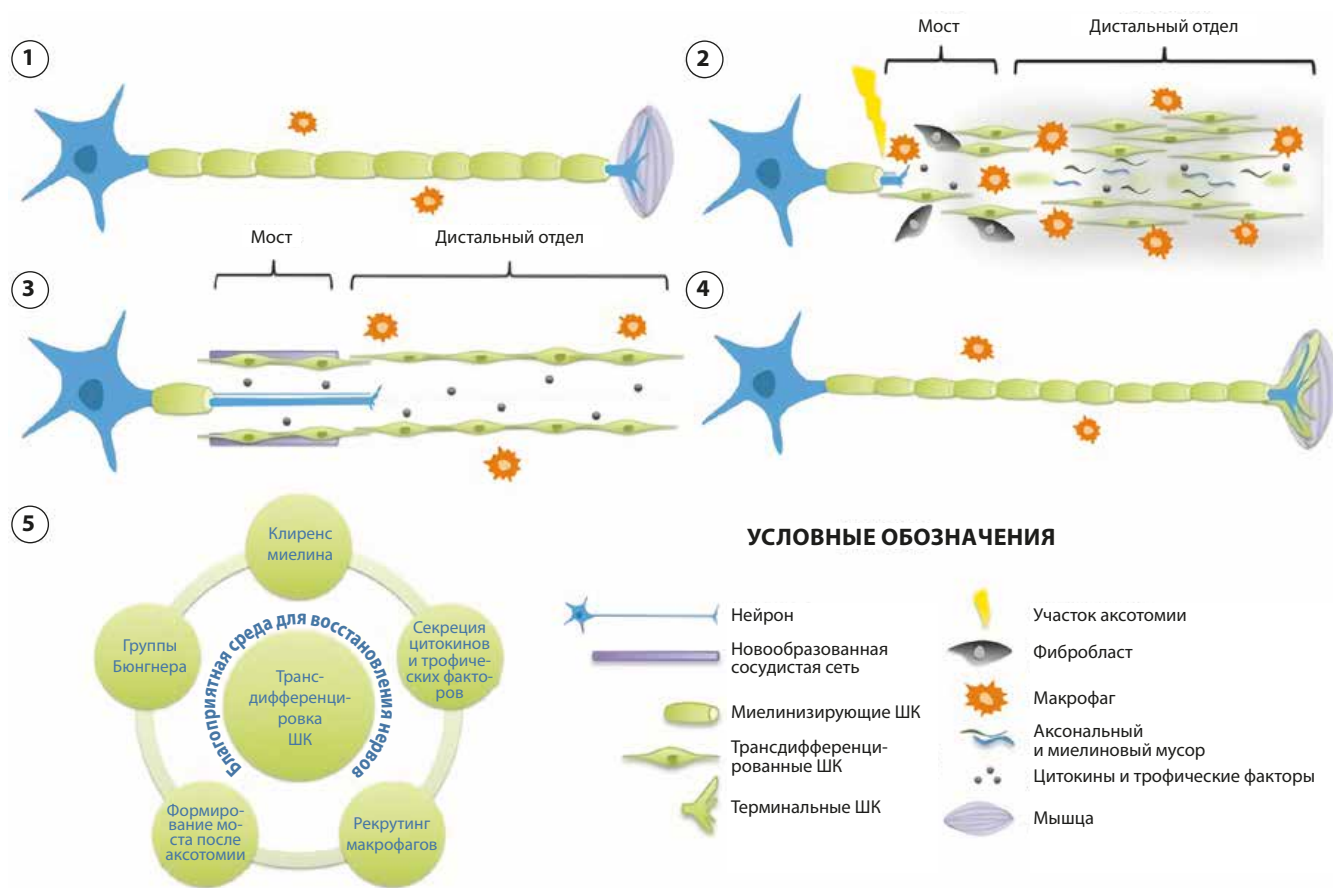 1
2
Мост
Дистальный отдел
Мост
Дистальный отдел
3
4
5
Клиренс
миелина
Секреция
цитокинов
и трофиче-
ских факто-
ров
Рекрутинг
макрофагов
Формиро-
вание мо-
ста после
аксотомии
Группы
Бюнгнера
Благоприятная среда для восстановления нервов
Транс-
дифференци-
ровка
ШК
УСЛОВНЫЕ ОБОЗНАЧЕНИЯ
Нейрон
Новообразованная
сосудистая сеть
Миелинизирующие ШК
Трансдифференци-
рованные ШК
Терминальные ШК
Участок аксотомии
Фибробласт
Макрофаг
Аксональный
и миелиновый мусор
Цитокины и трофические факторы
Мышца